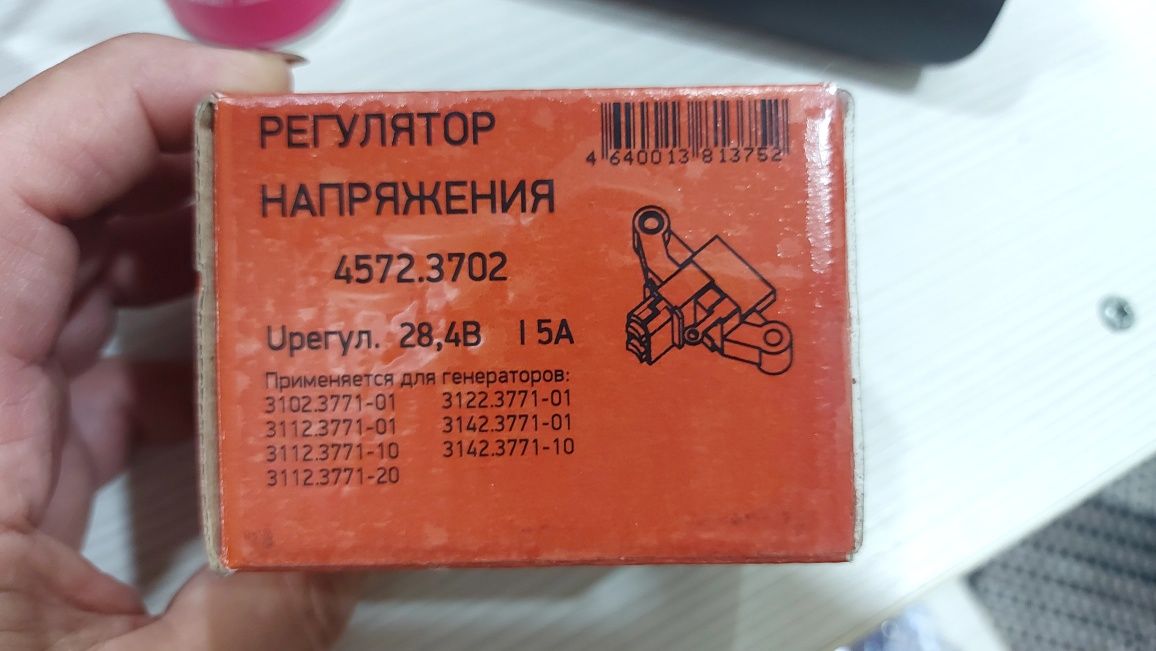 РЕГУЛЯТОР
4 640013 813752
НАПРЯЖЕНИЯ
4572.3702
Uрегул. 28,4В I 5А
Применяется для генераторов:
3102.3771-01 3122.3771-01
3112.3771-01 3142.3771-01
3112.3771-10 3142.3771-10
3112.3771-20